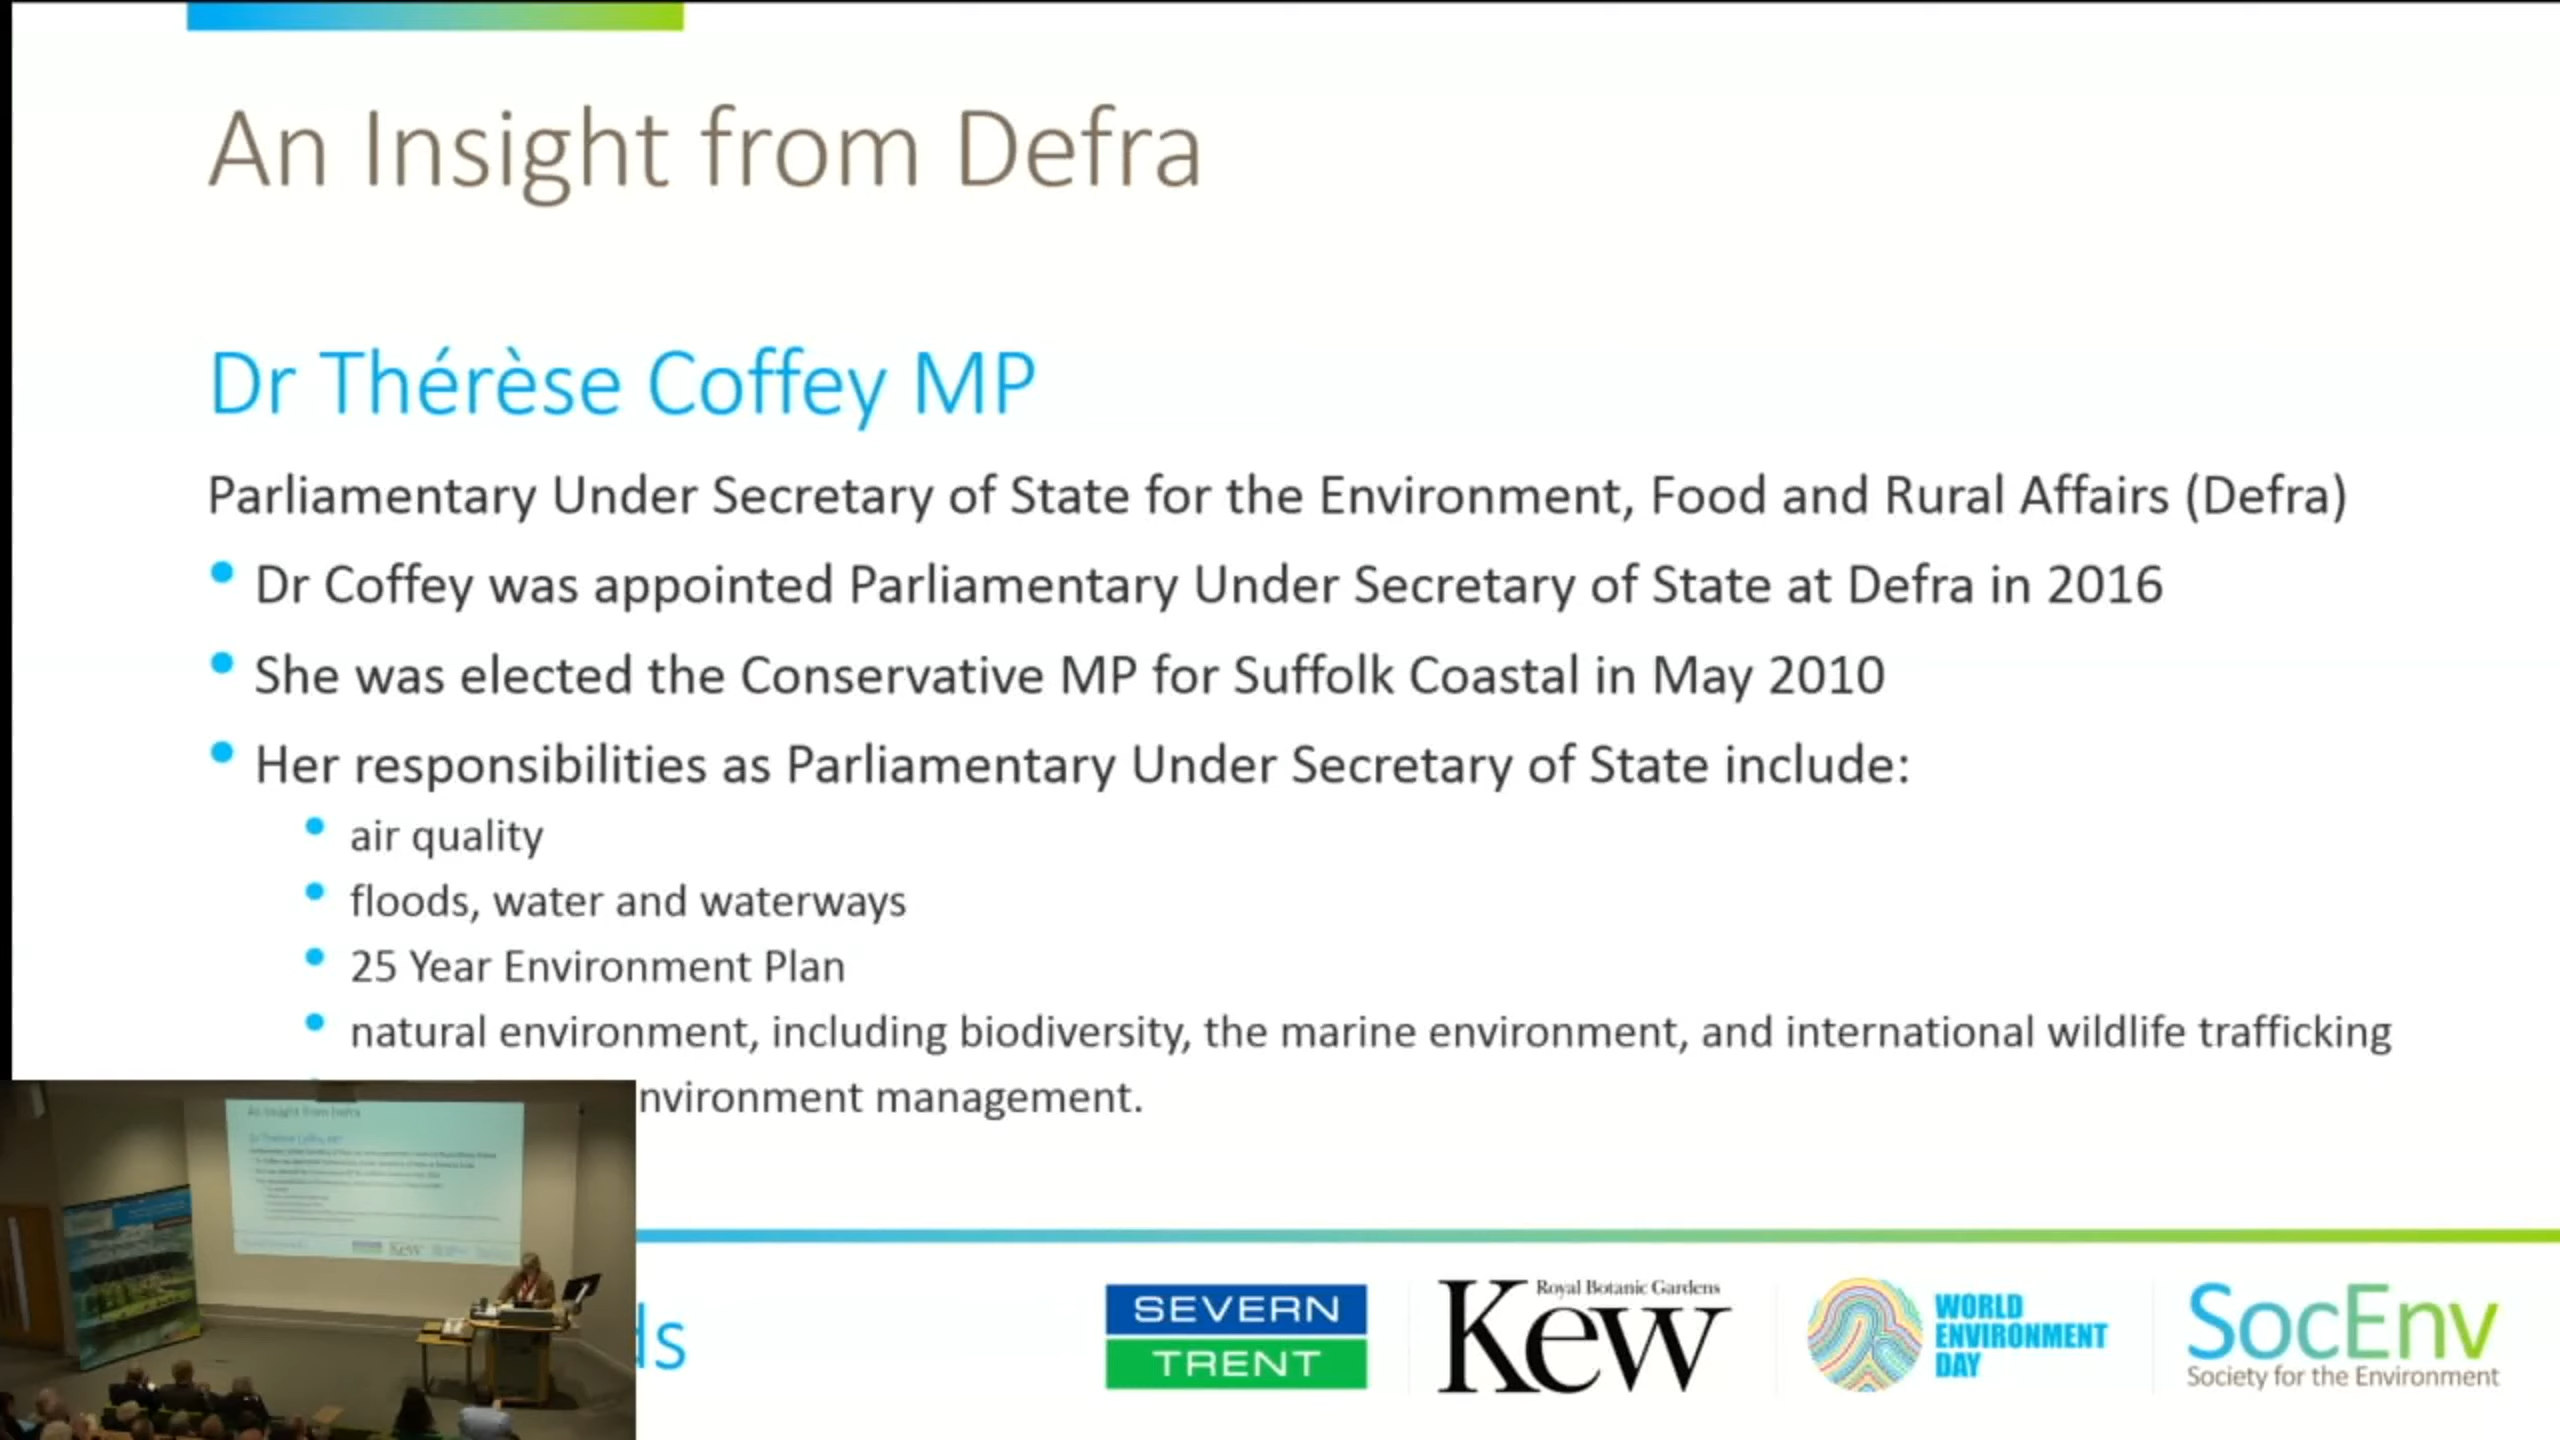 An Insight from Defra
Dr Thérèse Coffey MP
Parliamentary Under Secretary of State for the Environment, Food and Rural Affairs (Defra)
• Dr Coffey was appointed Parliamentary Under Secretary of State at Defra in 2016
• She was elected the Conservative MP for Suffolk Coastal in May 2010
• Her responsibilities as Parliamentary Under Secretary of State include:
• air quality
• floods, water and waterways
• 25 Year Environment Plan
• natural environment, including biodiversity, the marine environment, and international wildlife trafficking
nvironment management.
ds
SEVERN
TRENT
Royal Botanic Gardens
Kew
WORLD
ENVIRONMENT
DAY
SocEnv
Society for the Environment